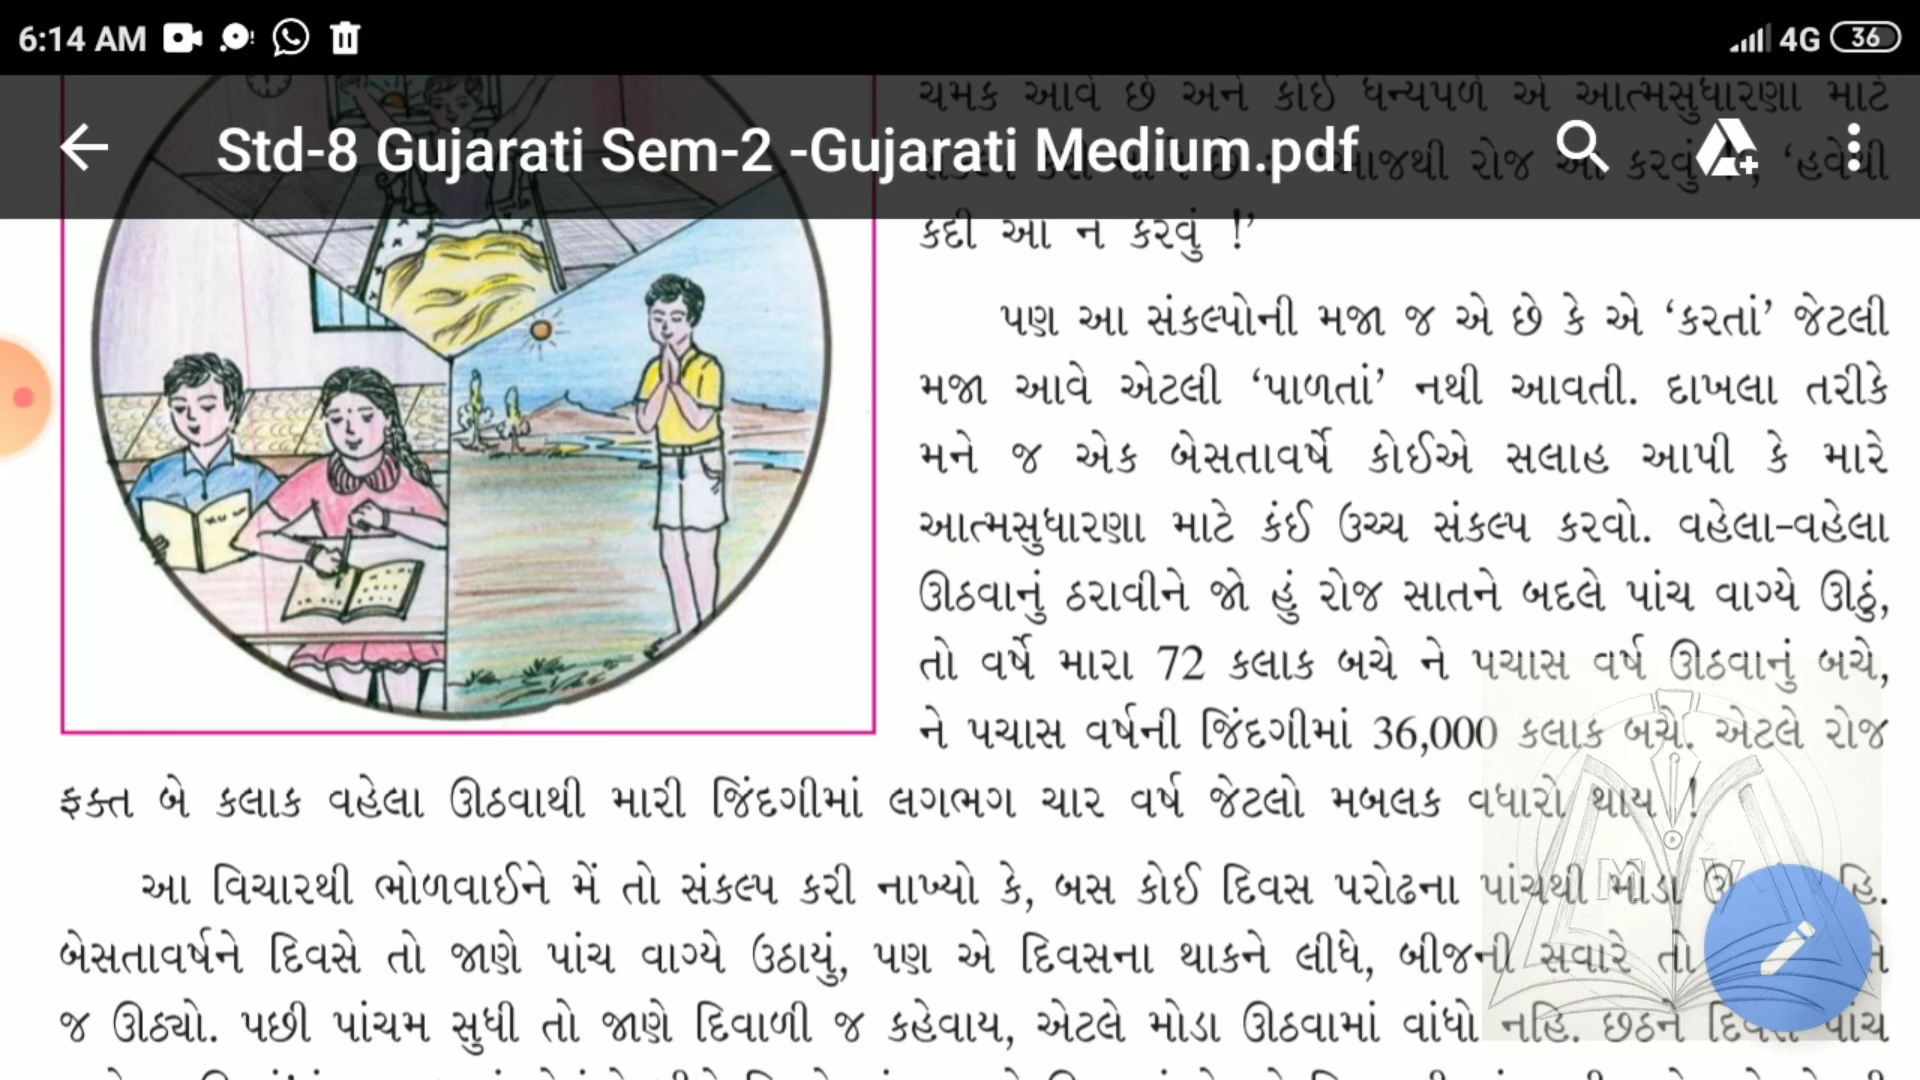 6:14 AM
4G 36
ચમક આવે છે અને કોઈ ધન્યપળે એ આત્મસુધારણા માટે
Std-8 Gujarati Sem-2 -Gujarati Medium.pdf
આજથી રોજ આ કરવું !', ‘હવેથી
કદી આ ન કરવું !’
પણ આ સંકલ્પોની મજા જ એ છે કે એ ‘કરતાં’ જેટલી
મજા આવે એટલી ‘પાળતાં’ નથી આવતી. દાખલા તરીકે
મને જ એક બેસતાવર્ષે કોઈએ સલાહ આપી કે મારે
આત્મસુધારણા માટે કંઈ ઉચ્ચ સંકલ્પ કરવો. વહેલા-વહેલા
ઊઠવાનું ઠરાવીને જો હું રોજ સાતને બદલે પાંચ વાગ્યે ઊઠું,
તો વર્ષે મારા 72 કલાક બચે ને પચાસ વર્ષ ઊઠવાનું બચે,
ને પચાસ વર્ષની જિંદગીમાં 36,000 કલાક બચે. એટલે રોજ
ફક્ત બે કલાક વહેલા ઊઠવાથી મારી જિંદગીમાં લગભગ ચાર વર્ષ જેટલો મબલક વધારો થાય !
આ વિચારથી ભોળવાઈને મેં તો સંકલ્પ કરી નાખ્યો કે, બસ કોઈ દિવસ પરોઢના પાંચથી મોડા
બેસતાવર્ષને દિવસે તો જાણે પાંચ વાગ્યે ઉઠાયું, પણ એ દિવસના થાકને લીધે, બીજની સવારે તો
જ ઊઠ્યો. પછી પાંચમ સુધી તો જાણે દિવાળી જ કહેવાય, એટલે મોડા ઊઠવામાં વાંધો નહિ. છઠને દિવસે પાંચ
M V